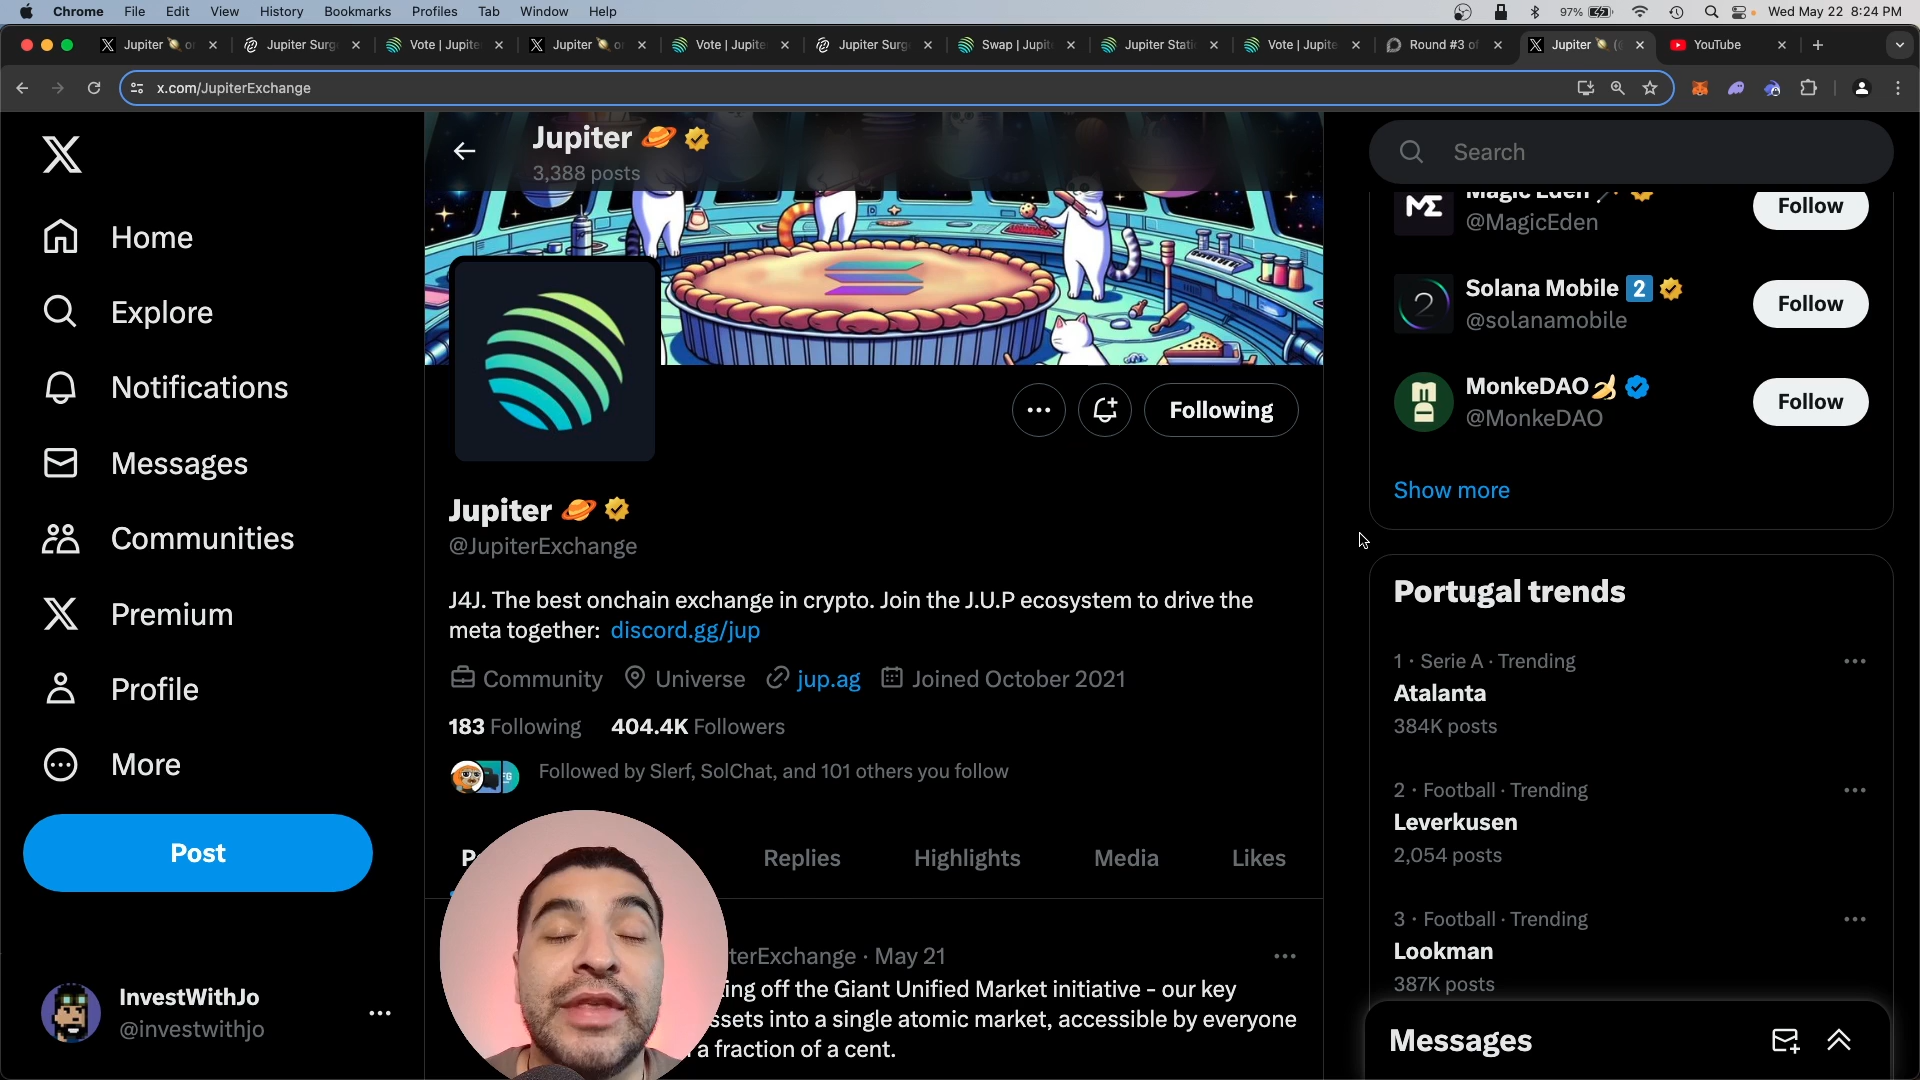 Chrome File Edit View History Bookmarks Profiles Tab Window Help 97% Wed May 22 8:24 PM
Jupiter Jupiter Surg Vote | Jupite Jupiter Vote | Jupite Jupiter Surg Swap | Jupit Jupiter Stati Vote | Jupite Round #3 of Jupiter YouTube
x.com/JupiterExchange
Home
Explore
Notifications
Messages
Communities
Premium
Profile
More
Post
InvestWithJo
@investwithjo
Jupiter
3,388 posts
Following
Jupiter
@JupiterExchange
J4J. The best onchain exchange in crypto. Join the J.U.P ecosystem to drive the
meta together: discord.gg/jup
Community Universe jup.ag Joined October 2021
183 Following 404.4K Followers
Followed by Slerf, SolChat, and 101 others you follow
Replies Highlights Media Likes
terExchange · May 21
ing off the Giant Unified Market initiative - our key
ssets into a single atomic market, accessible by everyone
a fraction of a cent.
Search
Magic Eden
@MagicEden
Follow
Solana Mobile 2
@solanamobile
Follow
MonkeDAO
@MonkeDAO
Follow
Show more
Portugal trends
1 · Serie A · Trending
Atalanta
384K posts
2 · Football · Trending
Leverkusen
2,054 posts
3 · Football · Trending
Lookman
387K posts
Messages